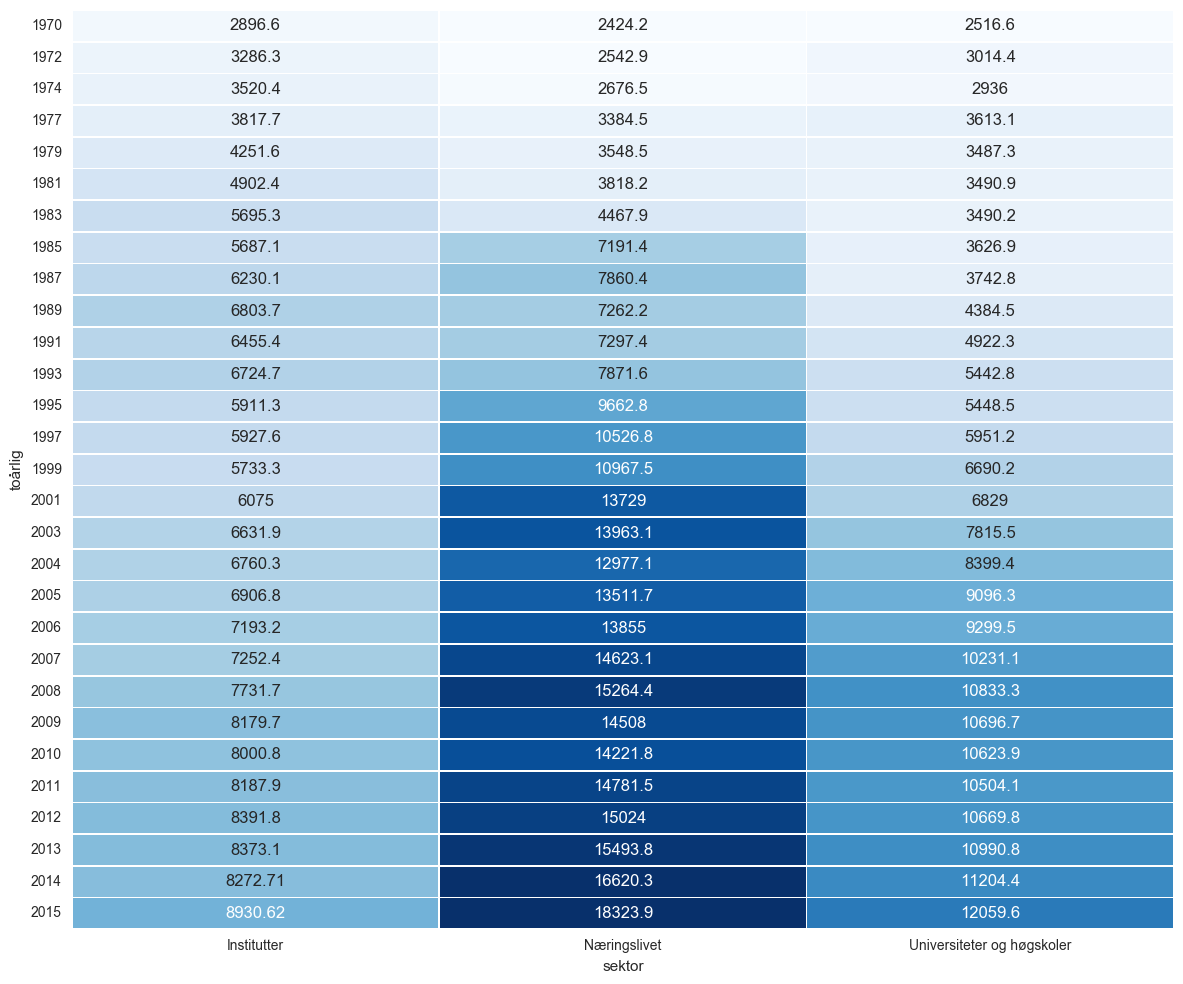 1970 2896.6 2424.2 2516.6
1972 3286.3 2542.9 3014.4
1974 3520.4 2676.5 2936
1977 3817.7 3384.5 3613.1
1979 4251.6 3548.5 3487.3
1981 4902.4 3818.2 3490.9
1983 5695.3 4467.9 3490.2
1985 5687.1 7191.4 3626.9
1987 6230.1 7860.4 3742.8
1989 6803.7 7262.2 4384.5
1991 6455.4 7297.4 4922.3
1993 6724.7 7871.6 5442.8
1995 5911.3 9662.8 5448.5
1997 5927.6 10526.8 5951.2
1999 5733.3 10967.5 6690.2
toårlig
2001 6075 13729 6829
2003 6631.9 13963.1 7815.5
2004 6760.3 12977.1 8399.4
2005 6906.8 13511.7 9096.3
2006 7193.2 13855 9299.5
2007 7252.4 14623.1 10231.1
2008 7731.7 15264.4 10833.3
2009 8179.7 14508 10696.7
2010 8000.8 14221.8 10623.9
2011 8187.9 14781.5 10504.1
2012 8391.8 15024 10669.8
2013 8373.1 15493.8 10990.8
2014 8272.71 16620.3 11204.4
2015 8930.62 18323.9 12059.6
Institutter Næringslivet Universiteter og høgskoler
sektor